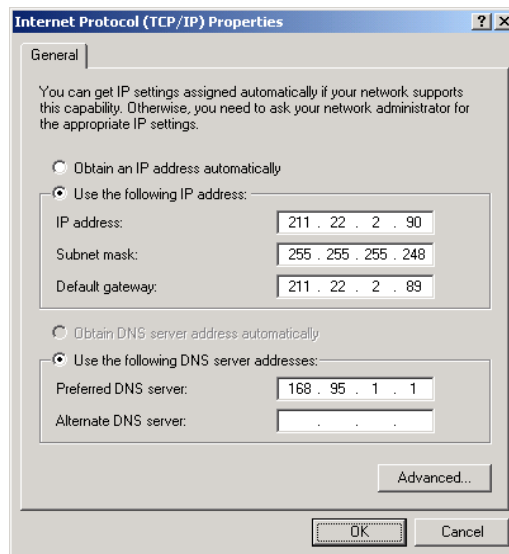 Internet Protocol (TCP/IP) Properties
General
You can get IP settings assigned automatically if your network supports
this capability. Otherwise, you need to ask your network administrator for
the appropriate IP settings.
Obtain an IP address automatically
Use the following IP address:
IP address: 211 . 22 . 2 . 90
Subnet mask: 255 . 255 . 255 . 248
Default gateway: 211 . 22 . 2 . 89
Obtain DNS server address automatically
Use the following DNS server addresses:
Preferred DNS server: 168 . 95 . 1 . 1
Alternate DNS server: . . .
Advanced...
OK Cancel